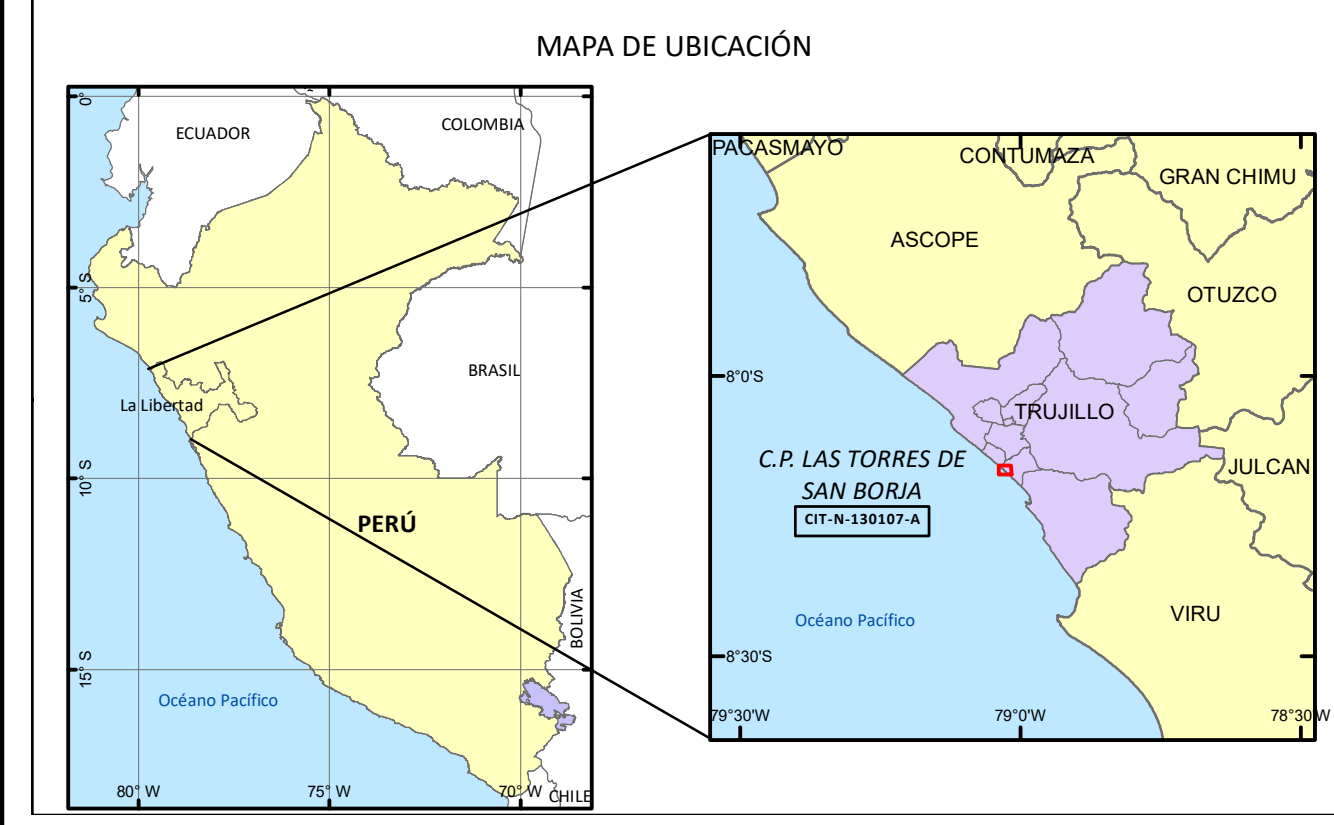 MAPA DE UBICACIÓN
0°
ECUADOR
COLOMBIA
5° S
BRASIL
La Libertad
10° S
PERÚ
BOLIVIA
15° S
Océano Pacífico
80° W
75° W
70° W
CHILE
PACASMAYO
CONTUMAZA
GRAN CHIMU
ASCOPE
OTUZCO
8°0'S
TRUJILLO
C.P. LAS TORRES DE
SAN BORJA
JULCAN
CIT-N-130107-A
Océano Pacífico
VIRU
8°30'S
79°30'W
79°0'W
78°30'W